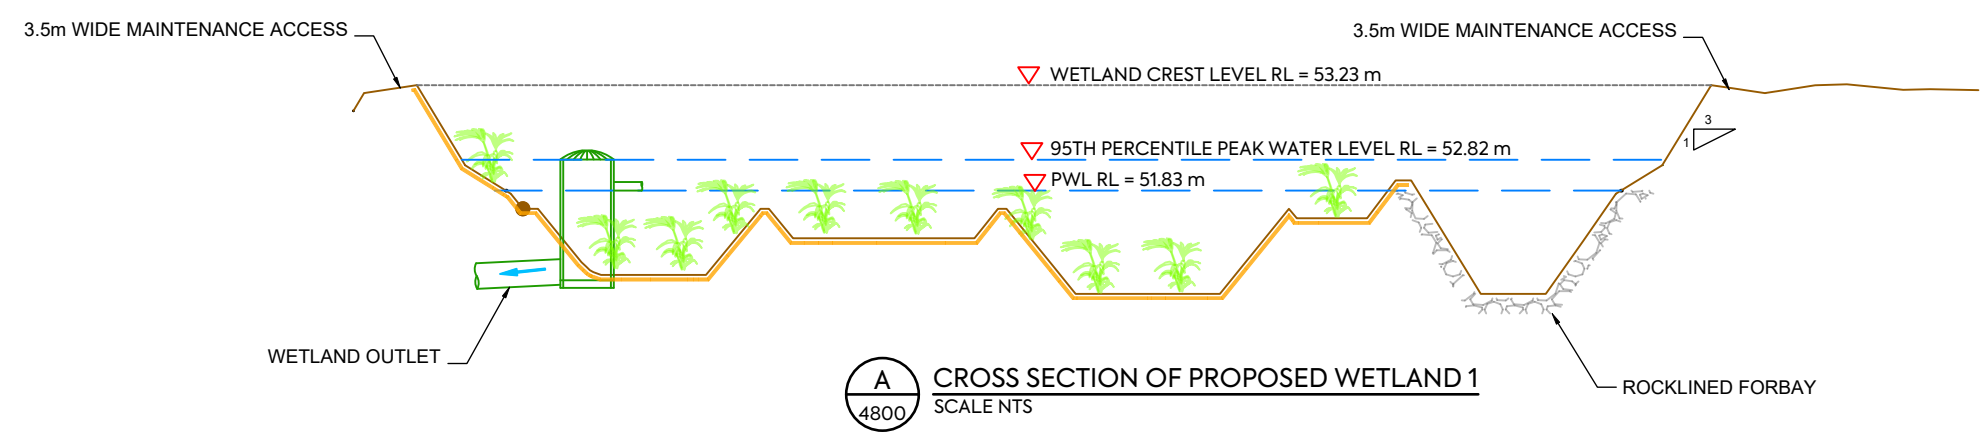 3.5m WIDE MAINTENANCE ACCESS
3.5m WIDE MAINTENANCE ACCESS
WETLAND CREST LEVEL RL = 53.23 m
3
1
95TH PERCENTILE PEAK WATER LEVEL RL = 52.82 m
PWL RL = 51.83 m
WETLAND OUTLET
A
4800
CROSS SECTION OF PROPOSED WETLAND 1
SCALE NTS
ROCKLINED FORBAY